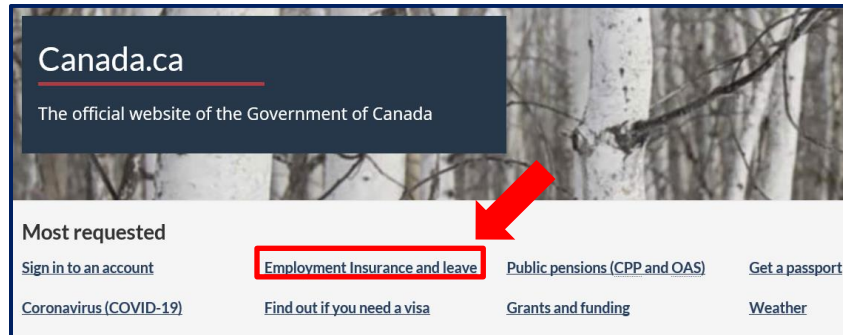 Canada.ca
The official website of the Government of Canada
Most requested
Sign in to an account Employment Insurance and leave Public pensions (CPP and OAS) Get a passport
Coronavirus (COVID-19) Find out if you need a visa Grants and funding Weather